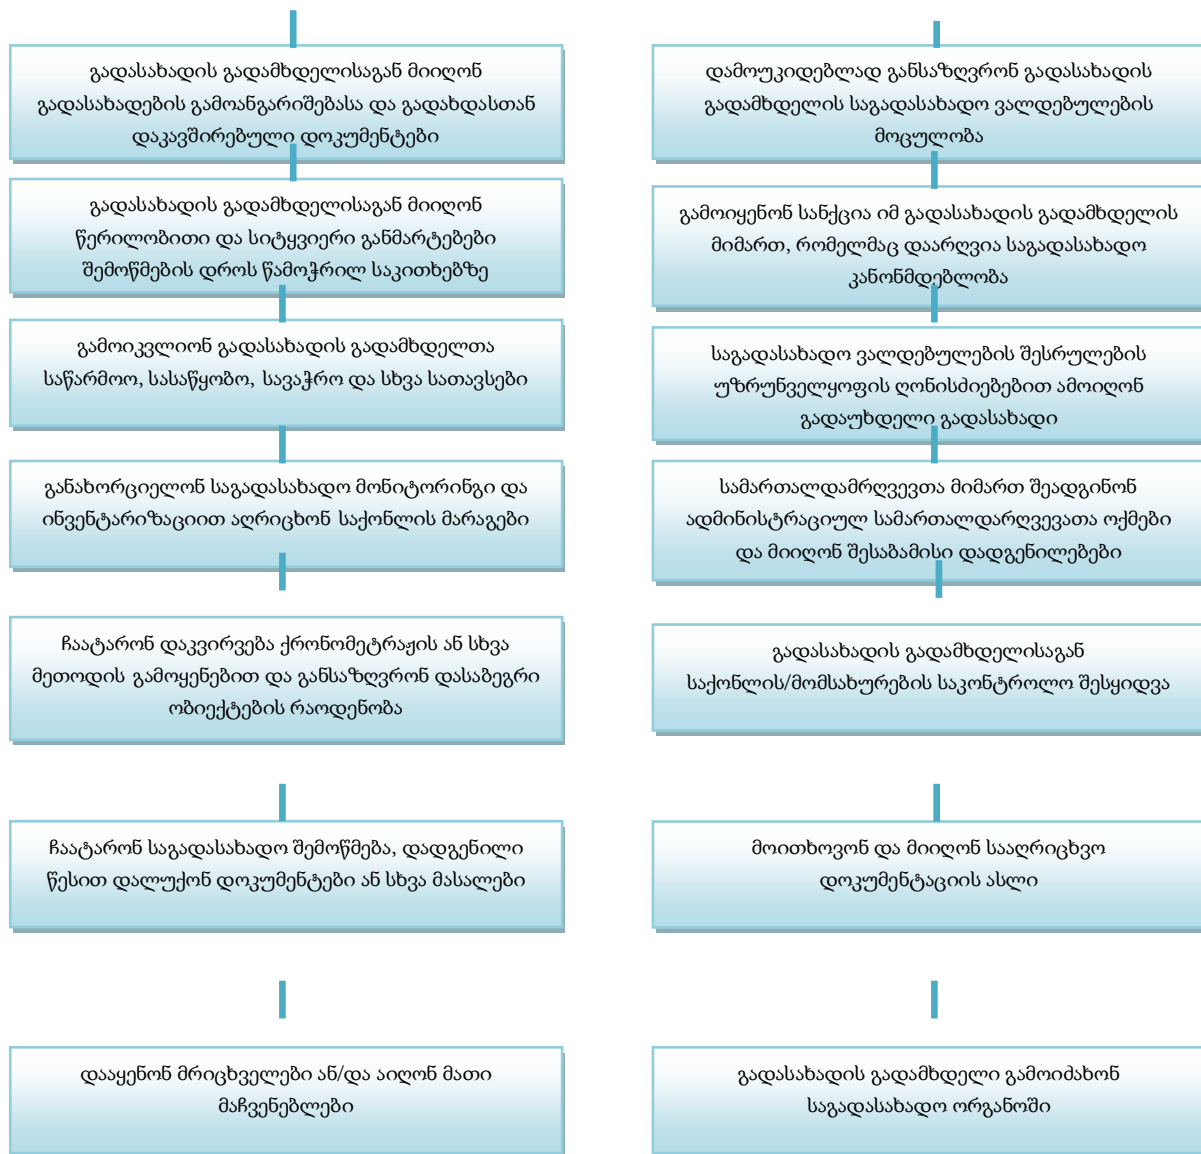 გადასახადის გადამხდელისაგან მიიღონ
გადასახადების გამოანგარიშებასა და გადახდასთან
დაკავშირებული დოკუმენტები
გადასახადის გადამხდელისაგან მიიღონ
წერილობითი და სიტყვიერი განმარტებები
შემოწმების დროს წამოჭრილ საკითხებზე
გამოიკვლიონ გადასახადის გადამხდელთა
საწარმოო, სასაწყობო, სავაჭრო და სხვა სათავსები
განახორციელონ საგადასახადო მონიტორინგი და
ინვენტარიზაციით აღრიცხონ საქონლის მარაგები
ჩაატარონ დაკვირვება ქრონომეტრაჟის ან სხვა
მეთოდის გამოყენებით და განსაზღვრონ დასაბეგრი
ობიექტების რაოდენობა
ჩაატარონ საგადასახადო შემოწმება, დადგენილი
წესით დალუქონ დოკუმენტები ან სხვა მასალები
დააყენონ მრიცხველები ან/და აიღონ მათი
მაჩვენებლები
დამოუკიდებლად განსაზღვრონ გადასახადის
გადამხდელის საგადასახადო ვალდებულების
მოცულობა
გამოიყენონ სანქცია იმ გადასახადის გადამხდელის
მიმართ, რომელმაც დაარღვია საგადასახადო
კანონმდებლობა
საგადასახადო ვალდებულების შესრულების
უზრუნველყოფის ღონისძიებებით ამოიღონ
გადაუხდელი გადასახადი
სამართალდამრღვევთა მიმართ შეადგინონ
ადმინისტრაციულ სამართალდარღვევათა ოქმები
და მიიღონ შესაბამისი დადგენილებები
გადასახადის გადამხდელისაგან
საქონლის/მომსახურების საკონტროლო შესყიდვა
მოითხოვონ და მიიღონ სააღრიცხვო
დოკუმენტაციის ასლი
გადასახადის გადამხდელი გამოიძახონ
საგადასახადო ორგანოში